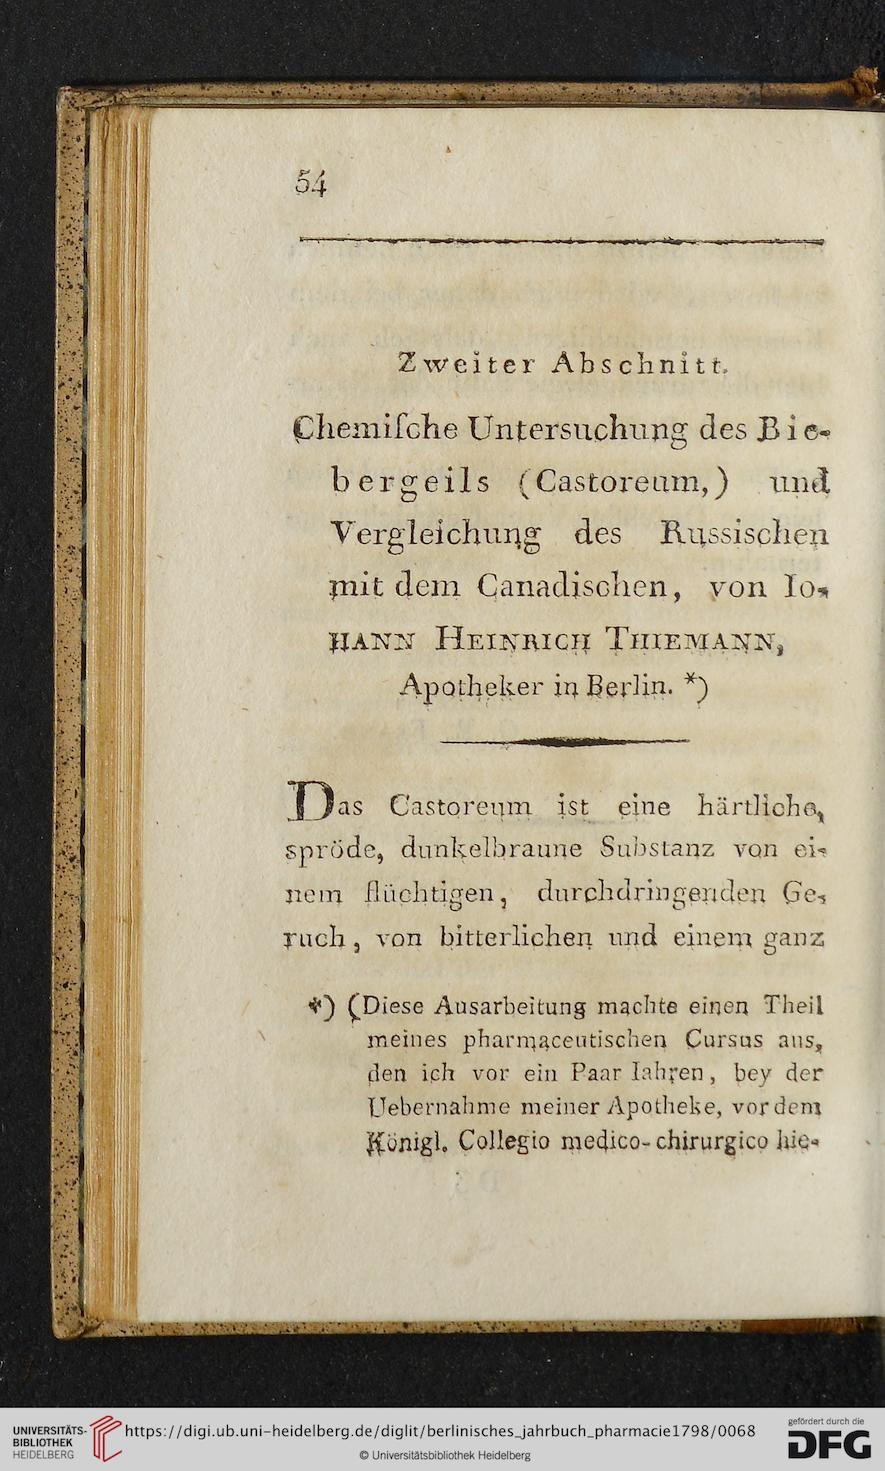 54
Zweiter Abschnitt.
Chemiſche Untersuchung des Bie-
bergeils (Castoreum,) und
Vergleichung des Russischen
mit dem Canadischen, von Io-
HANN HEINRICH THIEMANN,
Apotheker in Berlin. *)
Das Castoreum ist eine härtliche,
spröde, dunkelbraune Substanz von ei-
nem flüchtigen, durchdringenden Ge-
ruch, von bitterlichen und einem ganz
*) (Diese Ausarbeitung machte einen Theil
meines pharmaceutischen Cursus aus,
den ich vor ein Paar Iahren, bey der
Uebernahme meiner Apotheke, vor dem
Königl. Collegio medico-chirurgico hie-
UNIVERSITÄTS-
BIBLIOTHEK
HEIDELBERG
https://digi.ub.uni-heidelberg.de/diglit/berlinisches_jahrbuch_pharmacie1798/0068
© Universitätsbibliothek Heidelberg
gefördert durch die
DFG